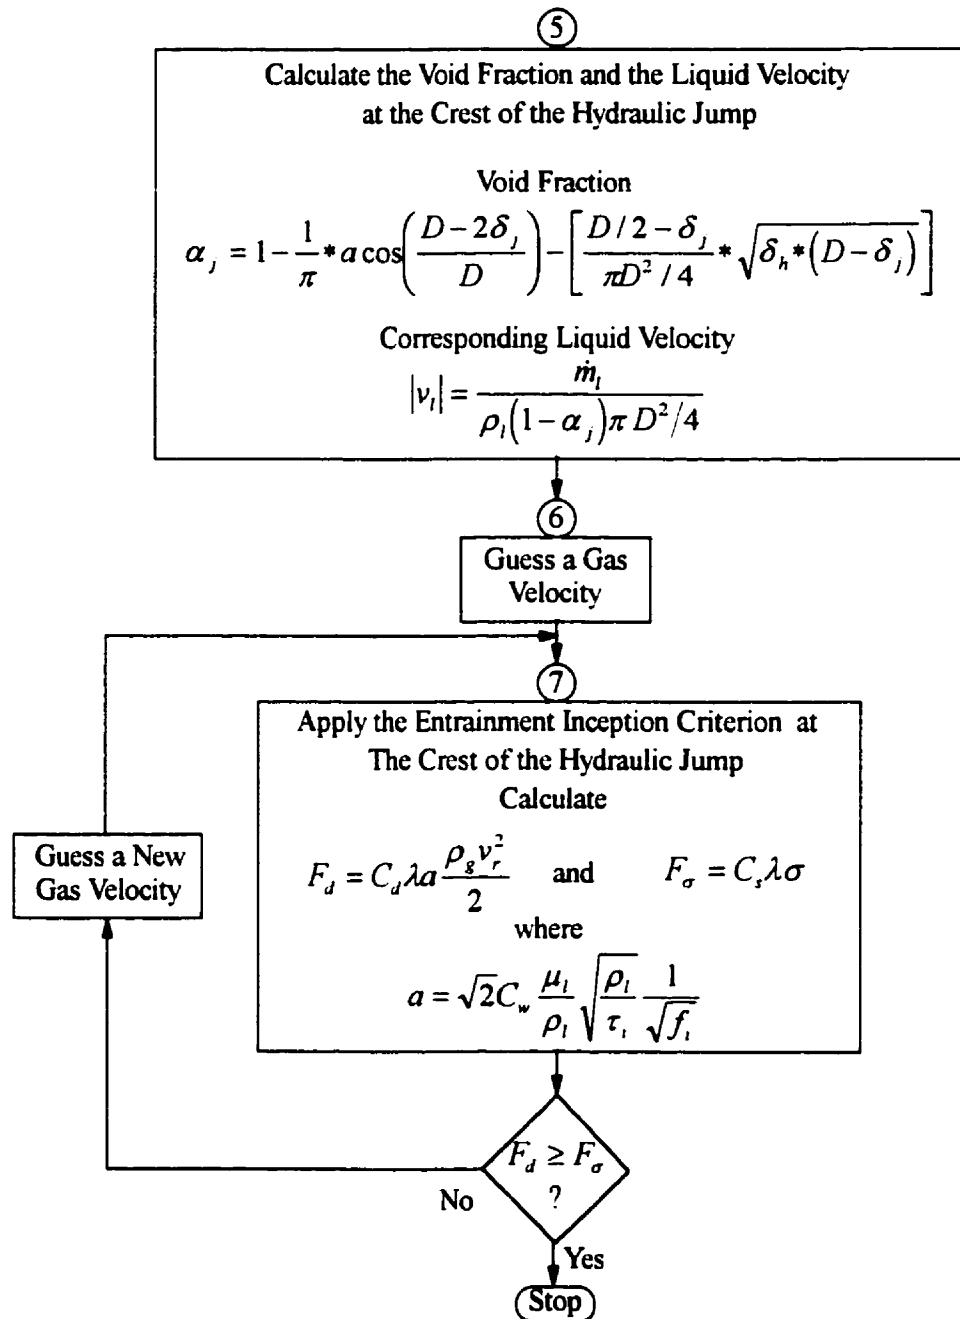 5
Calculate the Void Fraction and the Liquid Velocity
at the Crest of the Hydraulic Jump
Void Fraction
α_j = 1 - 1/π * a cos((D - 2δ_j)/D) - [(D/2 - δ_j)/(πD²/4) * √(δ_h * (D - δ_j))]
Corresponding Liquid Velocity
|v_l| = ṁ_l/(ρ_l(1 - α_j)π D²/4)
6
Guess a Gas
Velocity
7
Apply the Entrainment Inception Criterion at
The Crest of the Hydraulic Jump
Calculate
Guess a New
Gas Velocity
F_d = C_d λa ρ_g v_r²/2 and F_σ = C_s λσ
where
a = √2 C_w μ_l/ρ_l √(ρ_l/τ_i) 1/√f_i
F_d ≥ F_σ
?
No
Yes
Stop